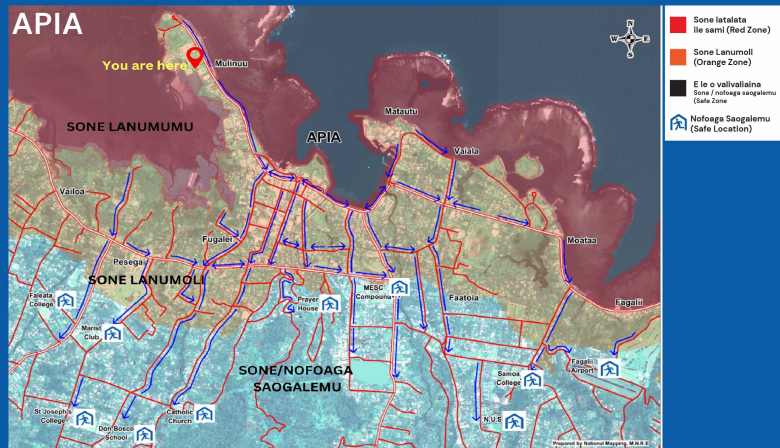 APIA
You are here
Mulinuu
N
W
E
S
SONE LANUMUMU
APIA
Matautu
Vaiala
Vailoa
Fugalei
Moataa
Pesega
SONE LANUMOLI
Faleata
College
Marist
Club
Prayer
House
MESC
Compound
Faatoia
Fagalii
SONE/NOFOAGA
SAOGALEMU
Samoa
College
Fagalii
Airport
St Joseph's
College
Don Bosco
School
Catholic
Church
N.U.S
Prepared by National Mapping, M.N.R.E
Sone latalata
ile sami (Red Zone)
Sone Lanumoli
(Orange Zone)
E le o valivaliaina
Sone / nofoaga saogalemu
(Safe Zone
Nofoaga Saogalemu
(Safe Location)